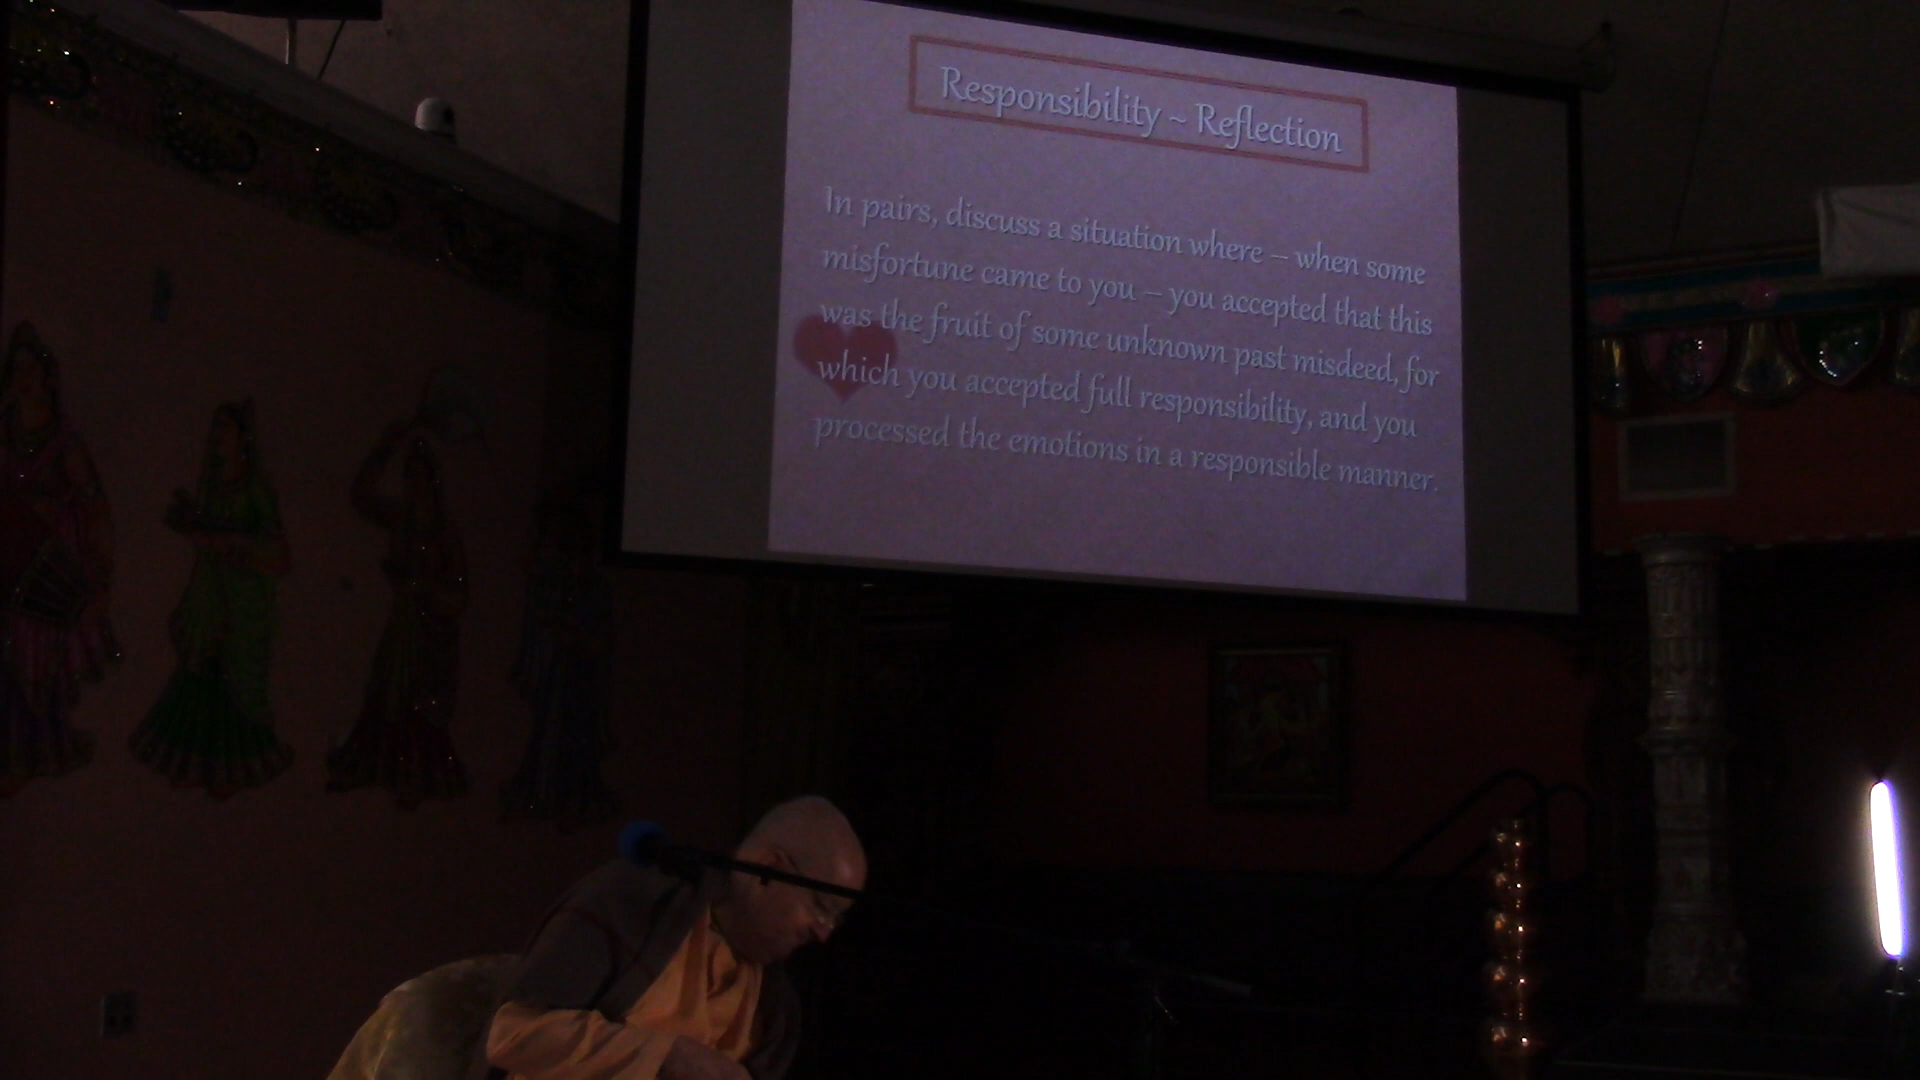 Responsibility ~ Reflection
In pairs, discuss a situation where – when some
misfortune came to you – you accepted that this
was the fruit of some unknown past misdeed, for
which you accepted full responsibility, and you
processed the emotions in a responsible manner.